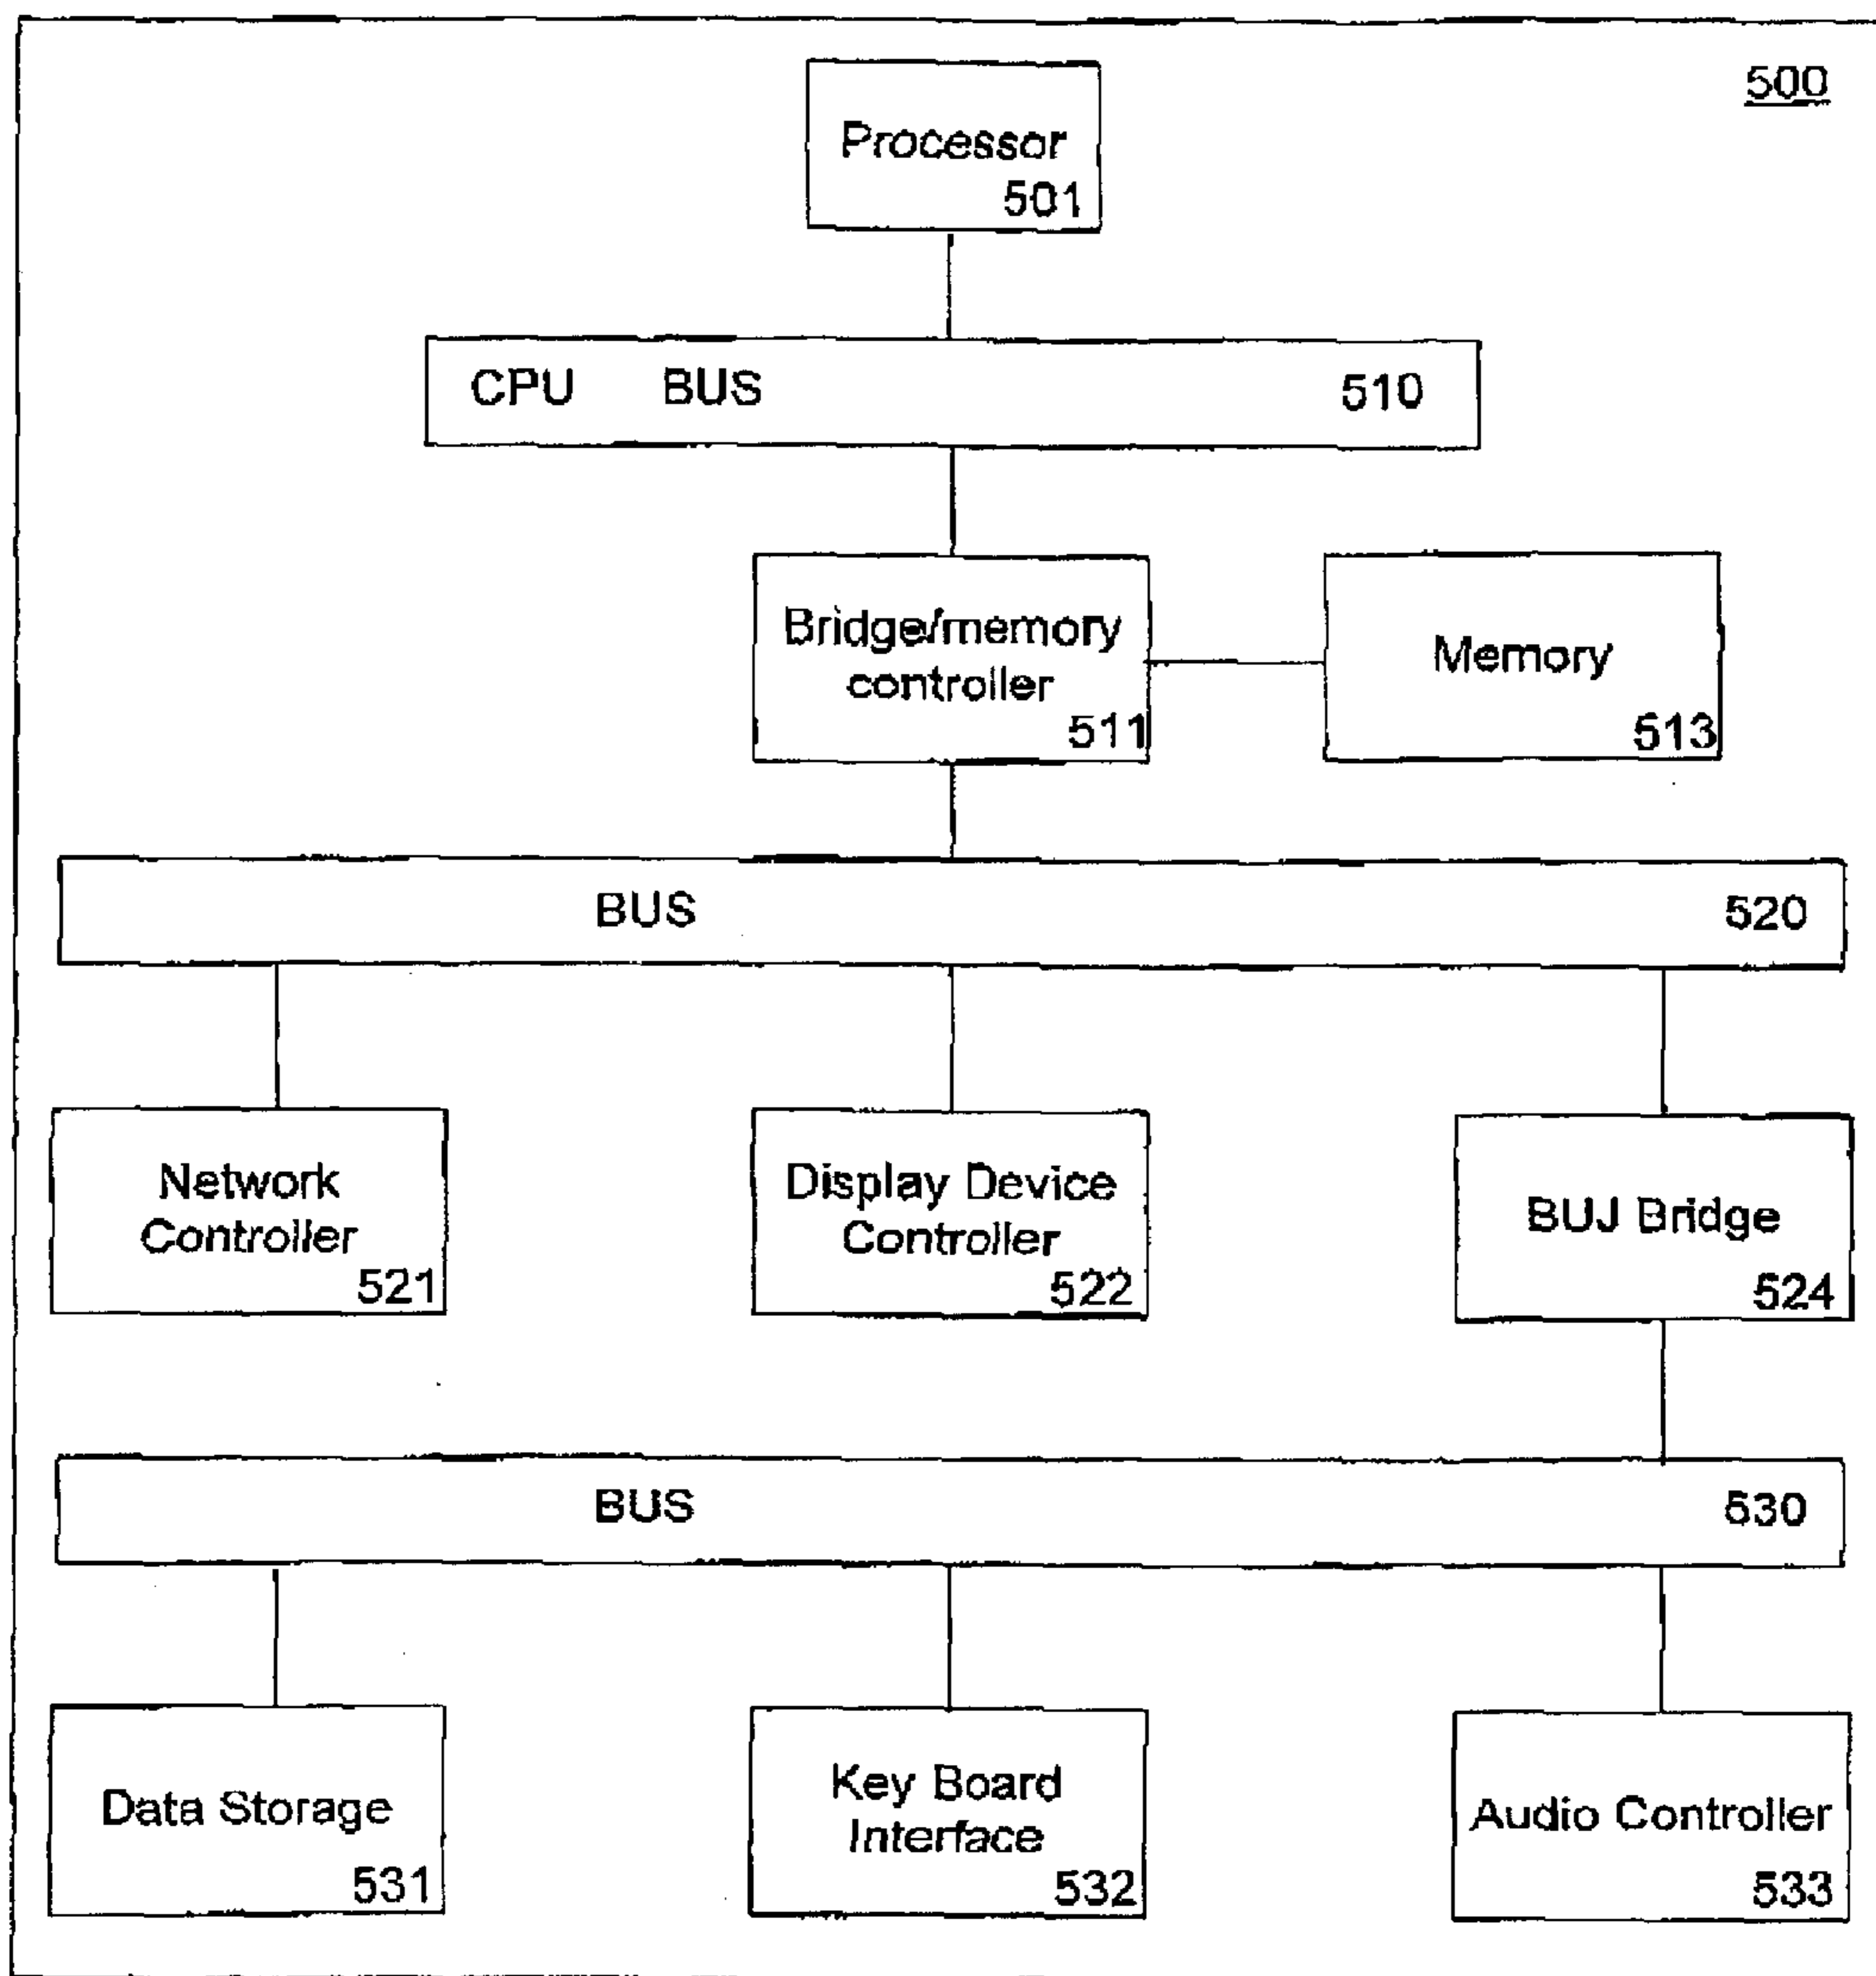 500
Processor
501
CPU BUS 510
Bridge/memory
controller
511
Memory
513
BUS 520
Network
Controller
521
Display Device
Controller
522
BUJ Bridge
524
BUS 530
Data Storage
531
Key Board
Interface
532
Audio Controller
533